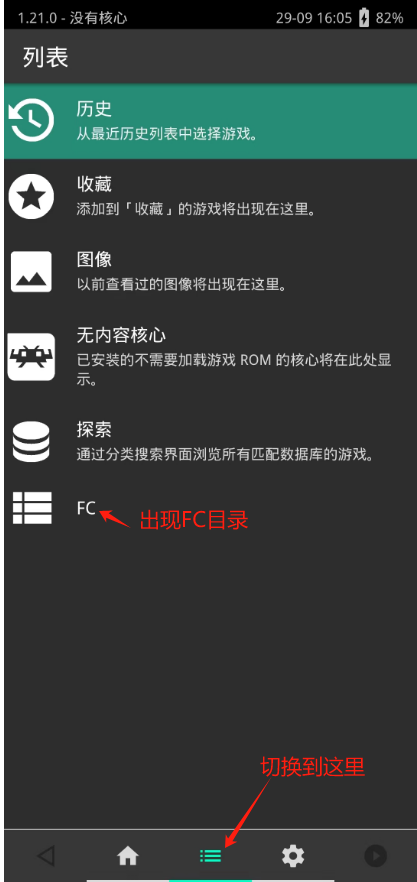 1.21.0 - 没有核心
29-09 16:05 82%
列表
历史
从最近历史列表中选择游戏。
收藏
添加到「收藏」的游戏将出现在这里。
图像
以前查看过的图像将出现在这里。
无内容核心
已安装的不需要加载游戏 ROM 的核心将在此处显
示。
探索
通过分类搜索界面浏览所有匹配数据库的游戏。
FC
出现FC目录
切换到这里